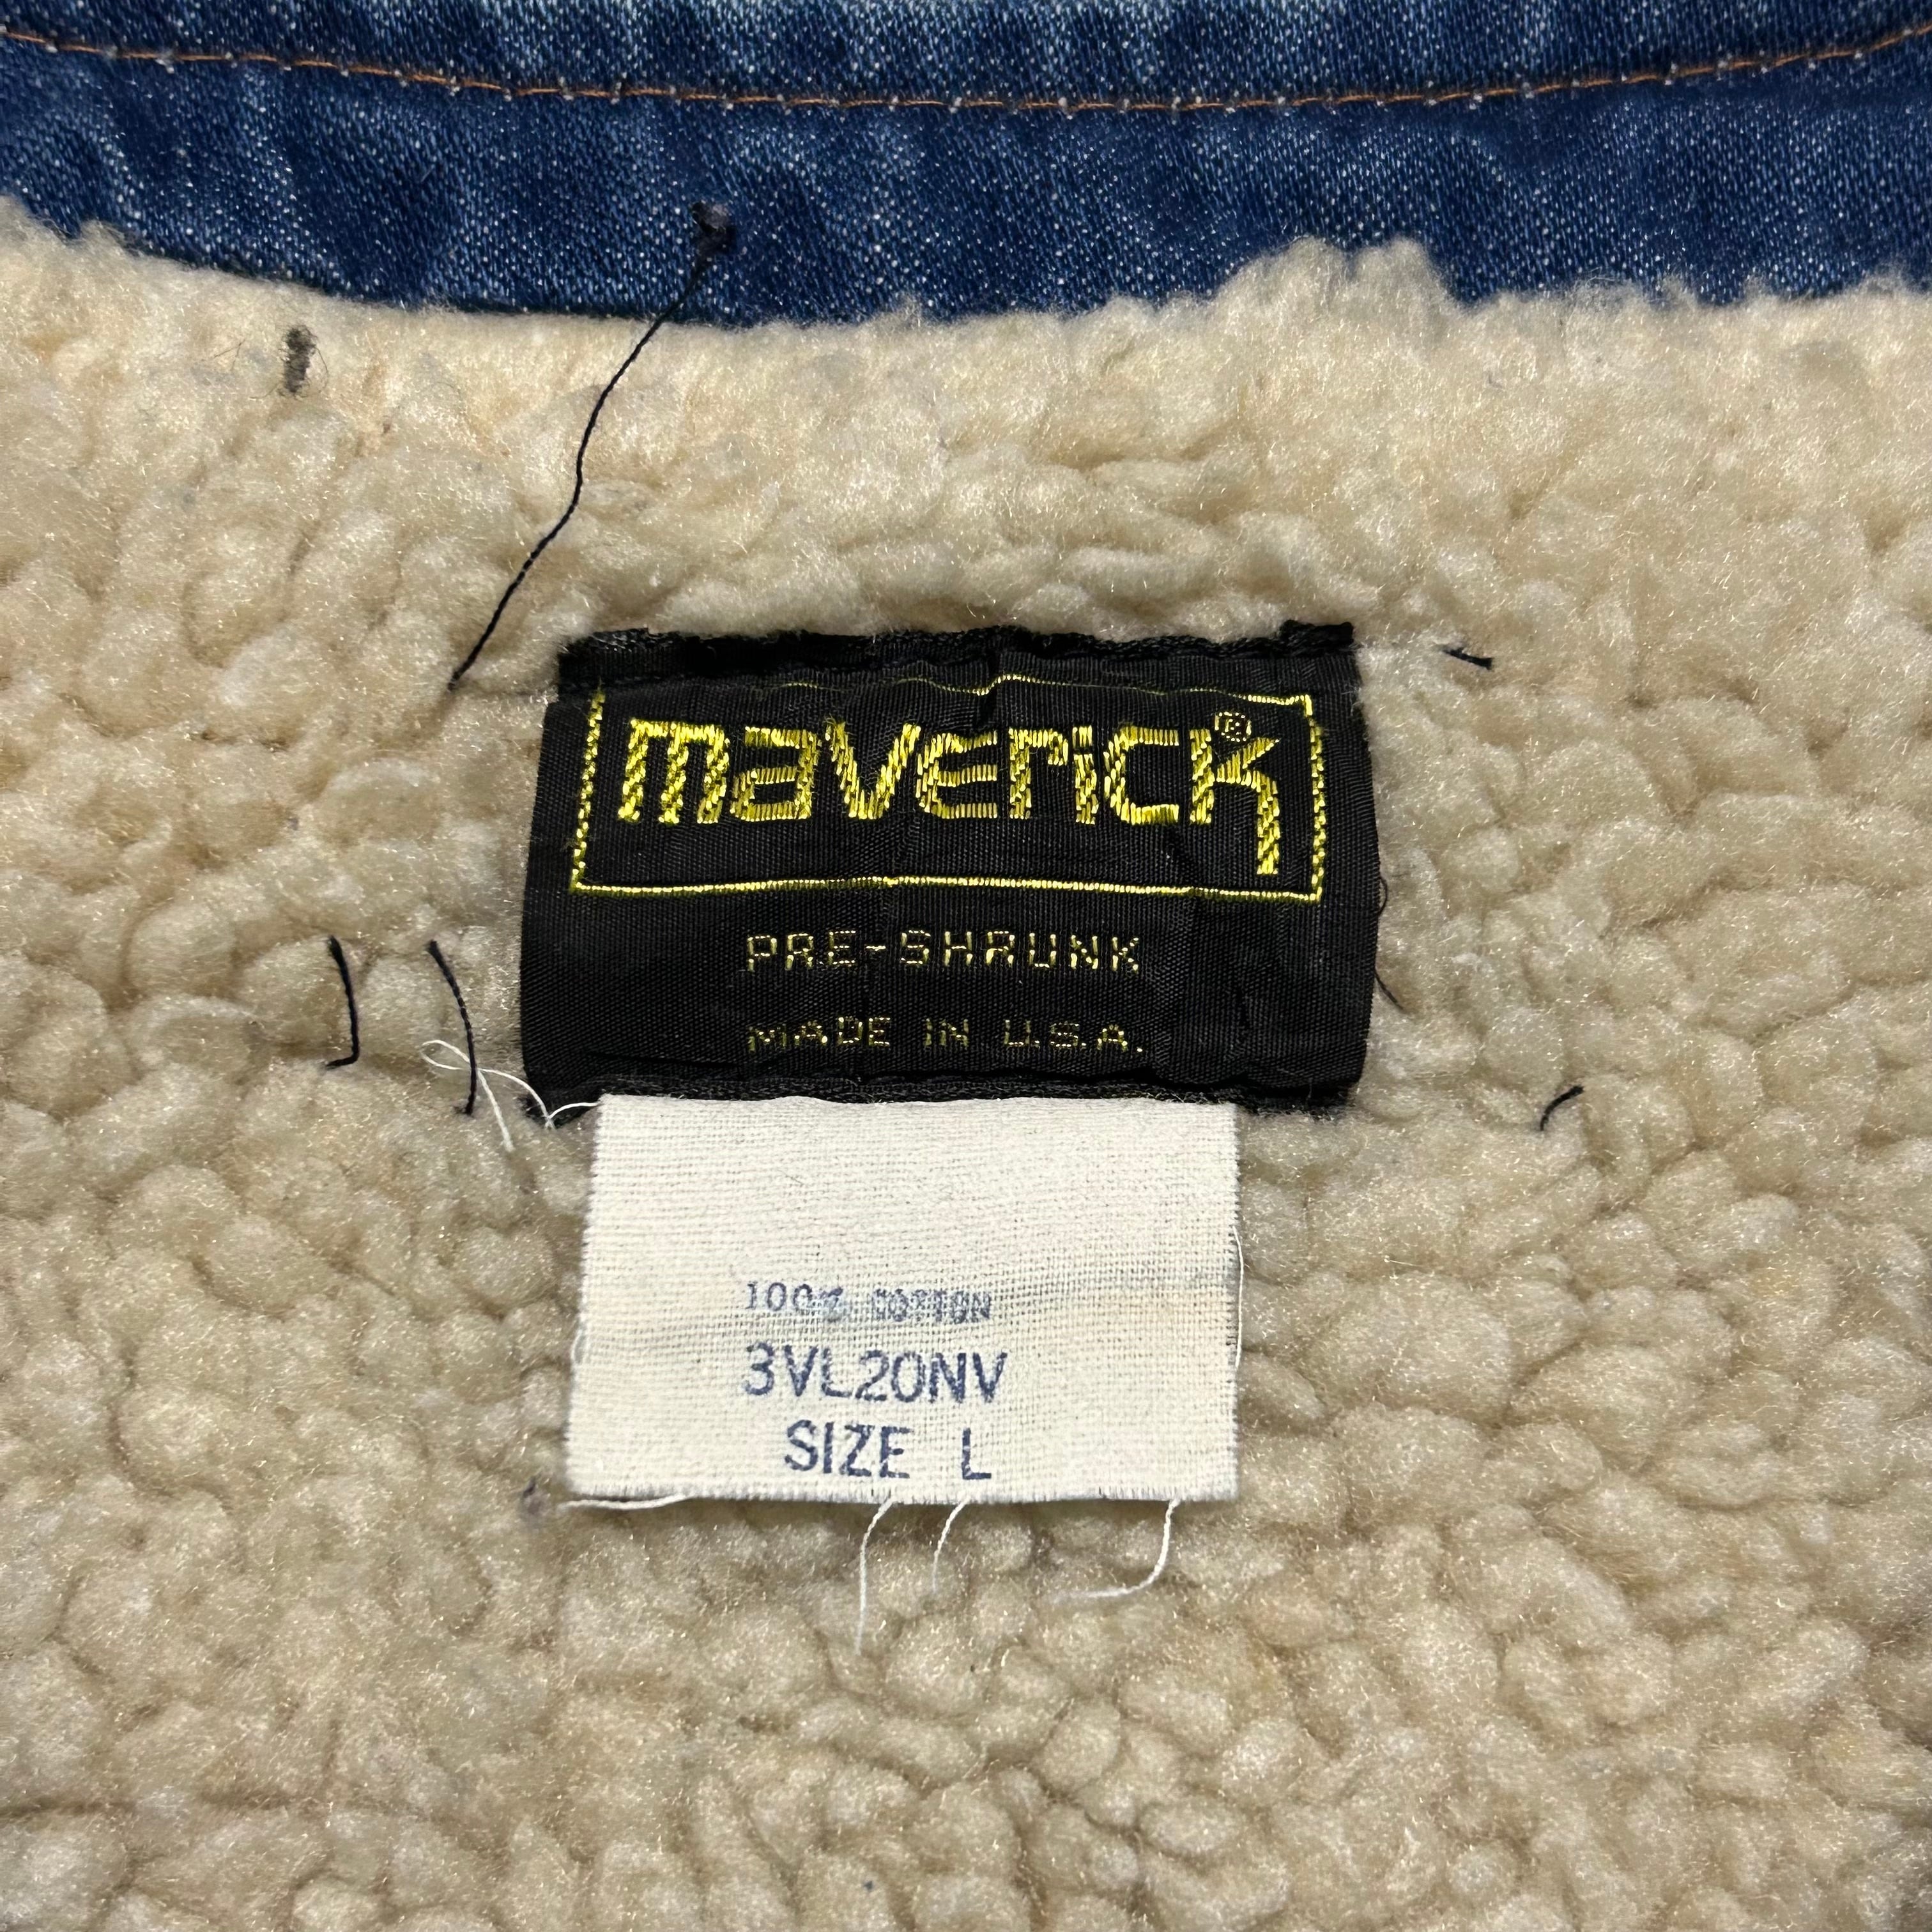 maverick®
PRE-SHRUNK
MADE IN U.S.A.
100% COTTON
3VL20NV
SIZE L